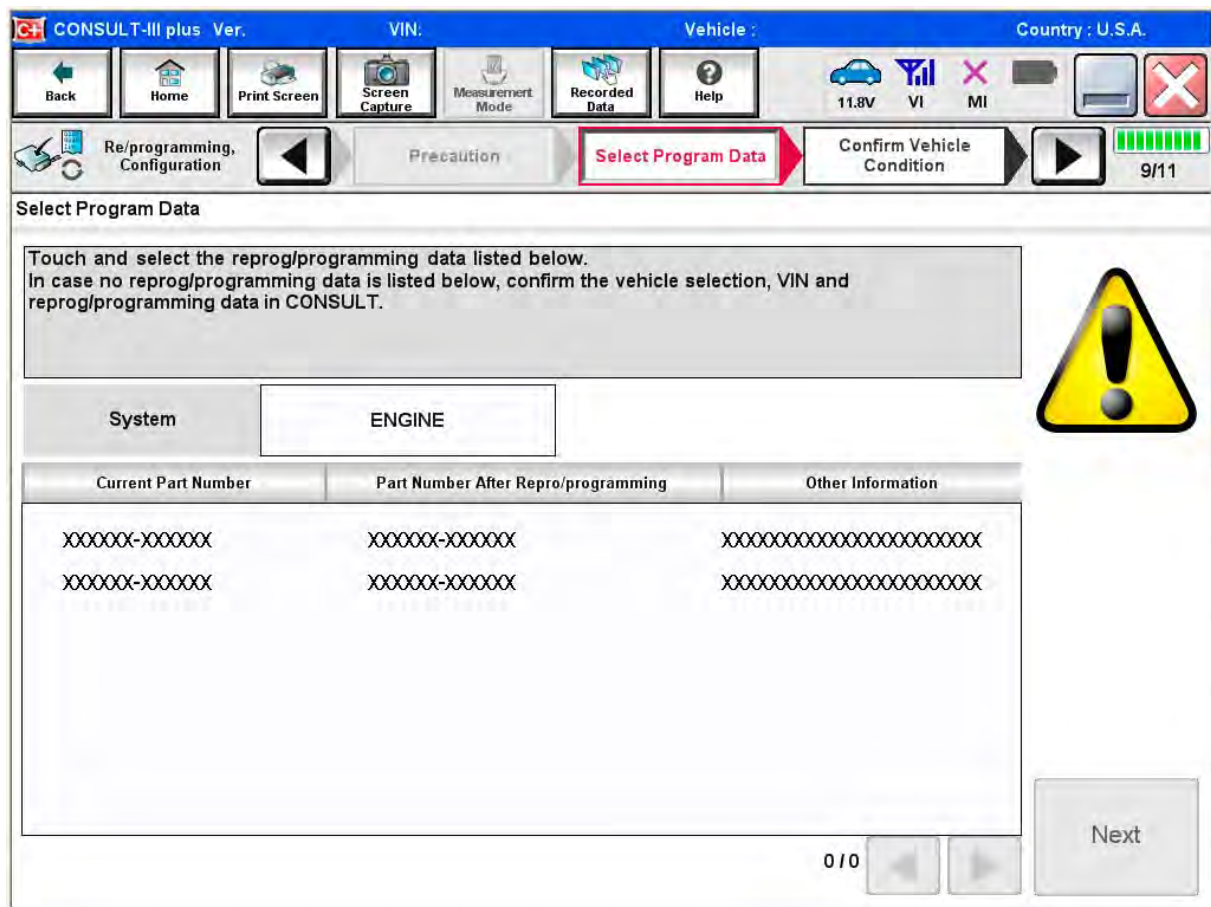 C+ CONSULT-III plus Ver. VIN: Vehicle : Country : U.S.A.
Back Home Print Screen Screen Capture Measurement Mode Recorded Data Help 11.8V VI MI
Re/programming, Configuration Precaution Select Program Data Confirm Vehicle Condition 9/11
Select Program Data
Touch and select the reprog/programming data listed below.
In case no reprog/programming data is listed below, confirm the vehicle selection, VIN and
reprog/programming data in CONSULT.
System ENGINE
Current Part Number Part Number After Repro/programming Other Information
XXXXXX-XXXXXX XXXXXX-XXXXXX XXXXXXXXXXXXXXXXXXXXX
XXXXXX-XXXXXX XXXXXX-XXXXXX XXXXXXXXXXXXXXXXXXXXX
Next
0/0